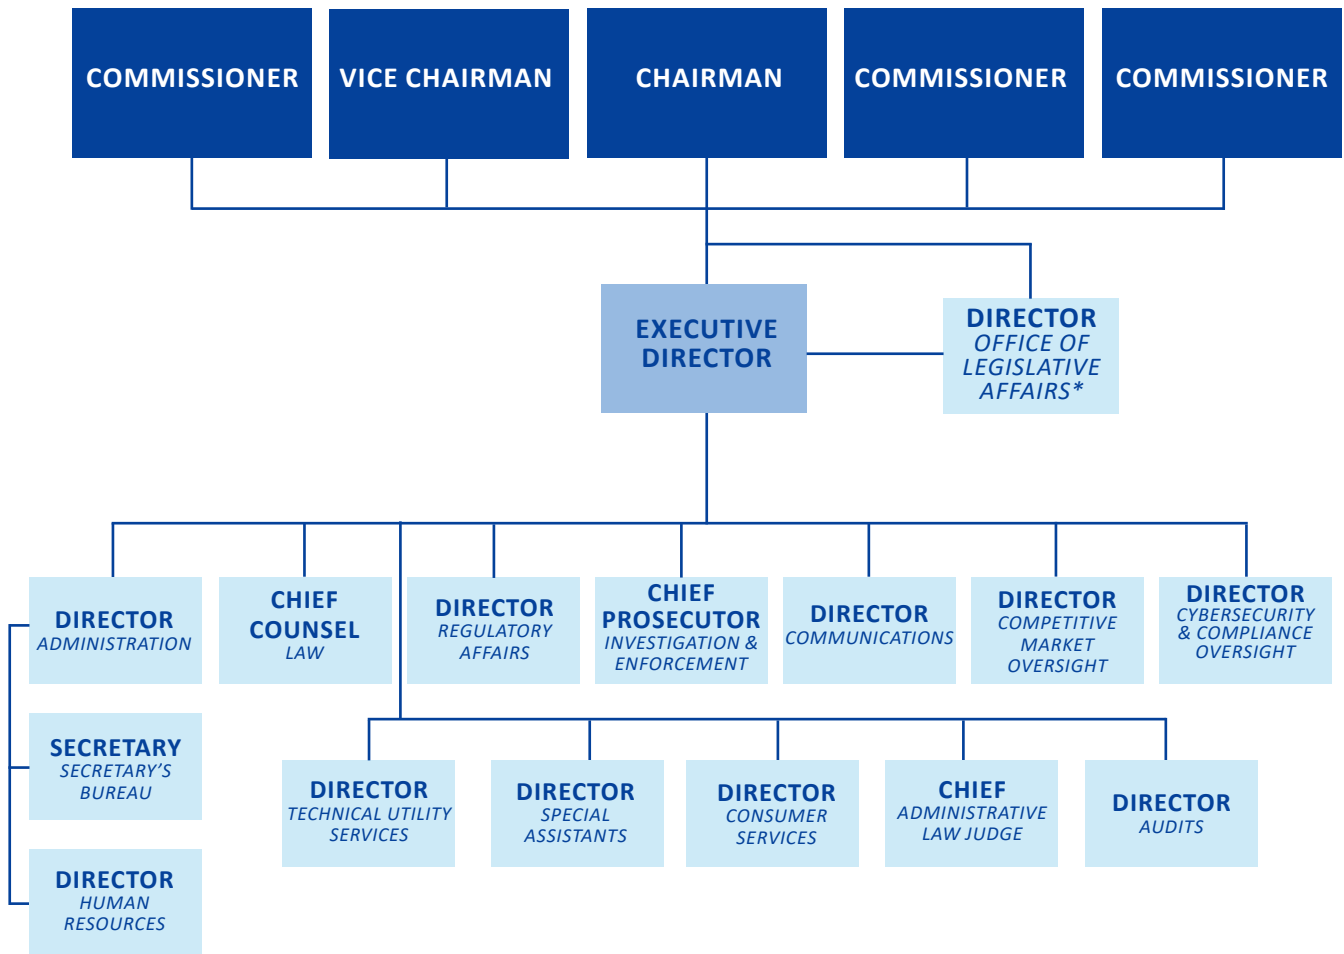 COMMISSIONER
VICE CHAIRMAN
CHAIRMAN
COMMISSIONER
COMMISSIONER
EXECUTIVE
DIRECTOR
DIRECTOR
OFFICE OF
LEGISLATIVE
AFFAIRS*
DIRECTOR
ADMINISTRATION
CHIEF
COUNSEL
LAW
DIRECTOR
REGULATORY
AFFAIRS
CHIEF
PROSECUTOR
INVESTIGATION &
ENFORCEMENT
DIRECTOR
COMMUNICATIONS
DIRECTOR
COMPETITIVE
MARKET
OVERSIGHT
DIRECTOR
CYBERSECURITY
& COMPLIANCE
OVERSIGHT
SECRETARY
SECRETARY’S
BUREAU
DIRECTOR
HUMAN
RESOURCES
DIRECTOR
TECHNICAL UTILITY
SERVICES
DIRECTOR
SPECIAL
ASSISTANTS
DIRECTOR
CONSUMER
SERVICES
CHIEF
ADMINISTRATIVE
LAW JUDGE
DIRECTOR
AUDITS